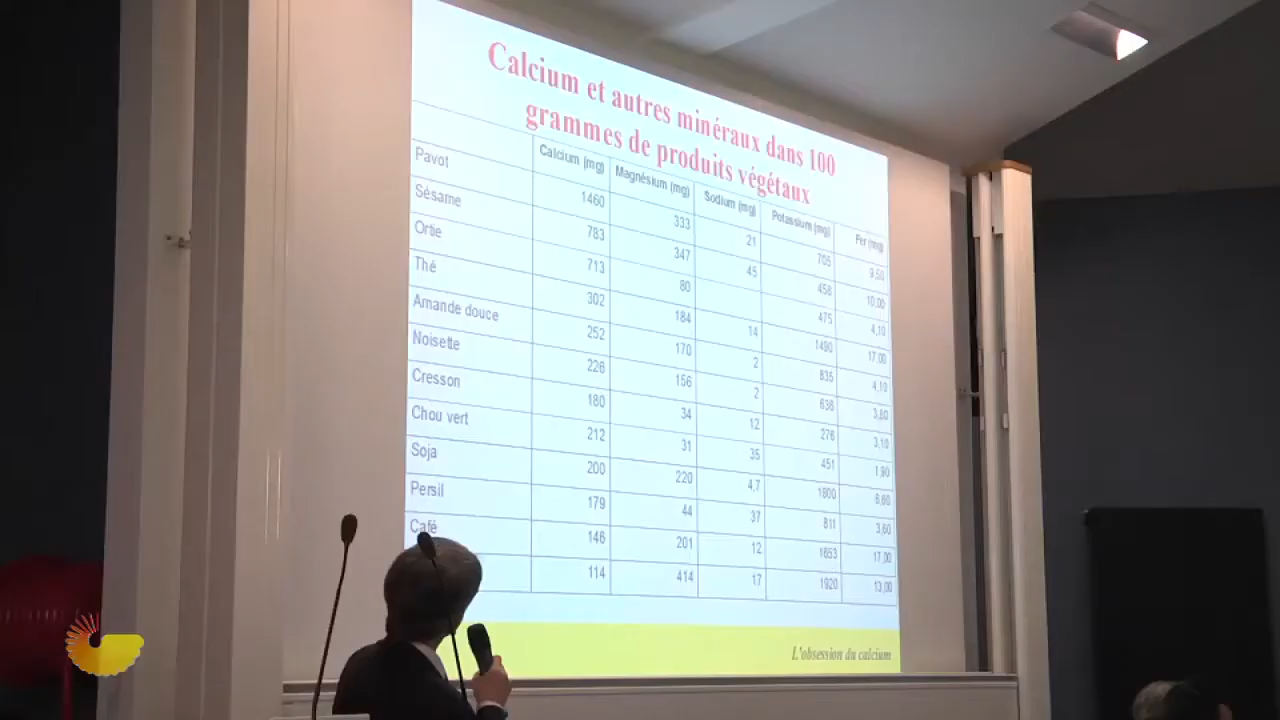 Calcium et autres minéraux dans 100
grammes de produits végétaux
Calcium (mg) Magnésium (mg) Sodium (mg) Potassium (mg) Fer (mg)
Pavot 1460 333 21 705 9,50
Sésame 783 347 45 458 10,00
Ortie 713 80 475 4,10
Thé 302 184 14 1490 17,00
Amande douce 252 170 2 835 4,10
Noisette 226 156 2 636 3,80
Cresson 180 34 12 276 3,10
Chou vert 212 31 35 451 1,90
Soja 200 220 4,7 1800 8,60
Persil 179 44 37 811 3,60
Café 146 201 12 1653 17,00
114 414 17 1920 13,00
L'obsession du calcium